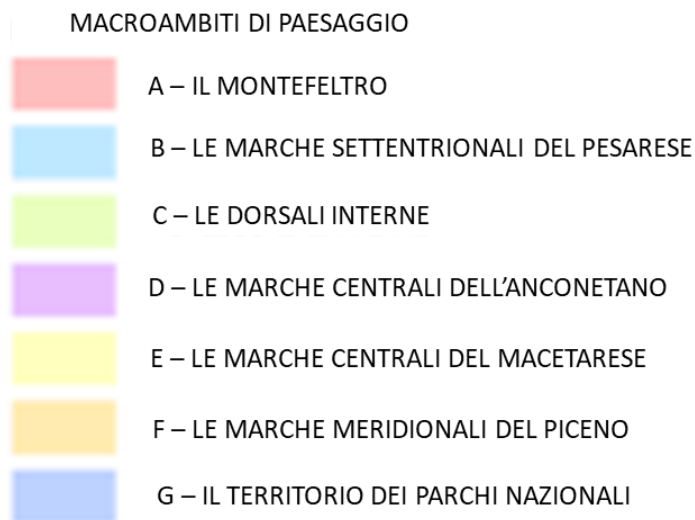 MACROAMBITI DI PAESAGGIO
A – IL MONTEFELTRO
B – LE MARCHE SETTENTRIONALI DEL PESARESE
C – LE DORSALI INTERNE
D – LE MARCHE CENTRALI DELL'ANCONETANO
E – LE MARCHE CENTRALI DEL MACETARESE
F – LE MARCHE MERIDIONALI DEL PICENO
G – IL TERRITORIO DEI PARCHI NAZIONALI